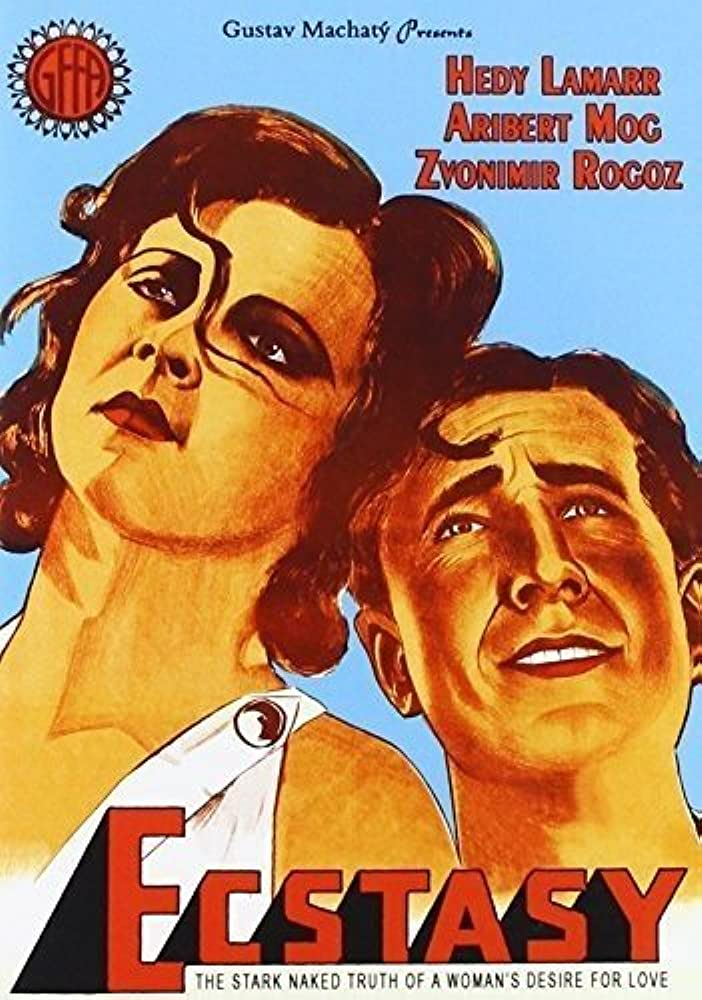 Gustav Machatý Presents
GFFA
HEDY LAMARR
ARIBERT MOG
ZVONIMIR ROGOZ
ECSTASY
THE STARK NAKED TRUTH OF A WOMAN'S DESIRE FOR LOVE